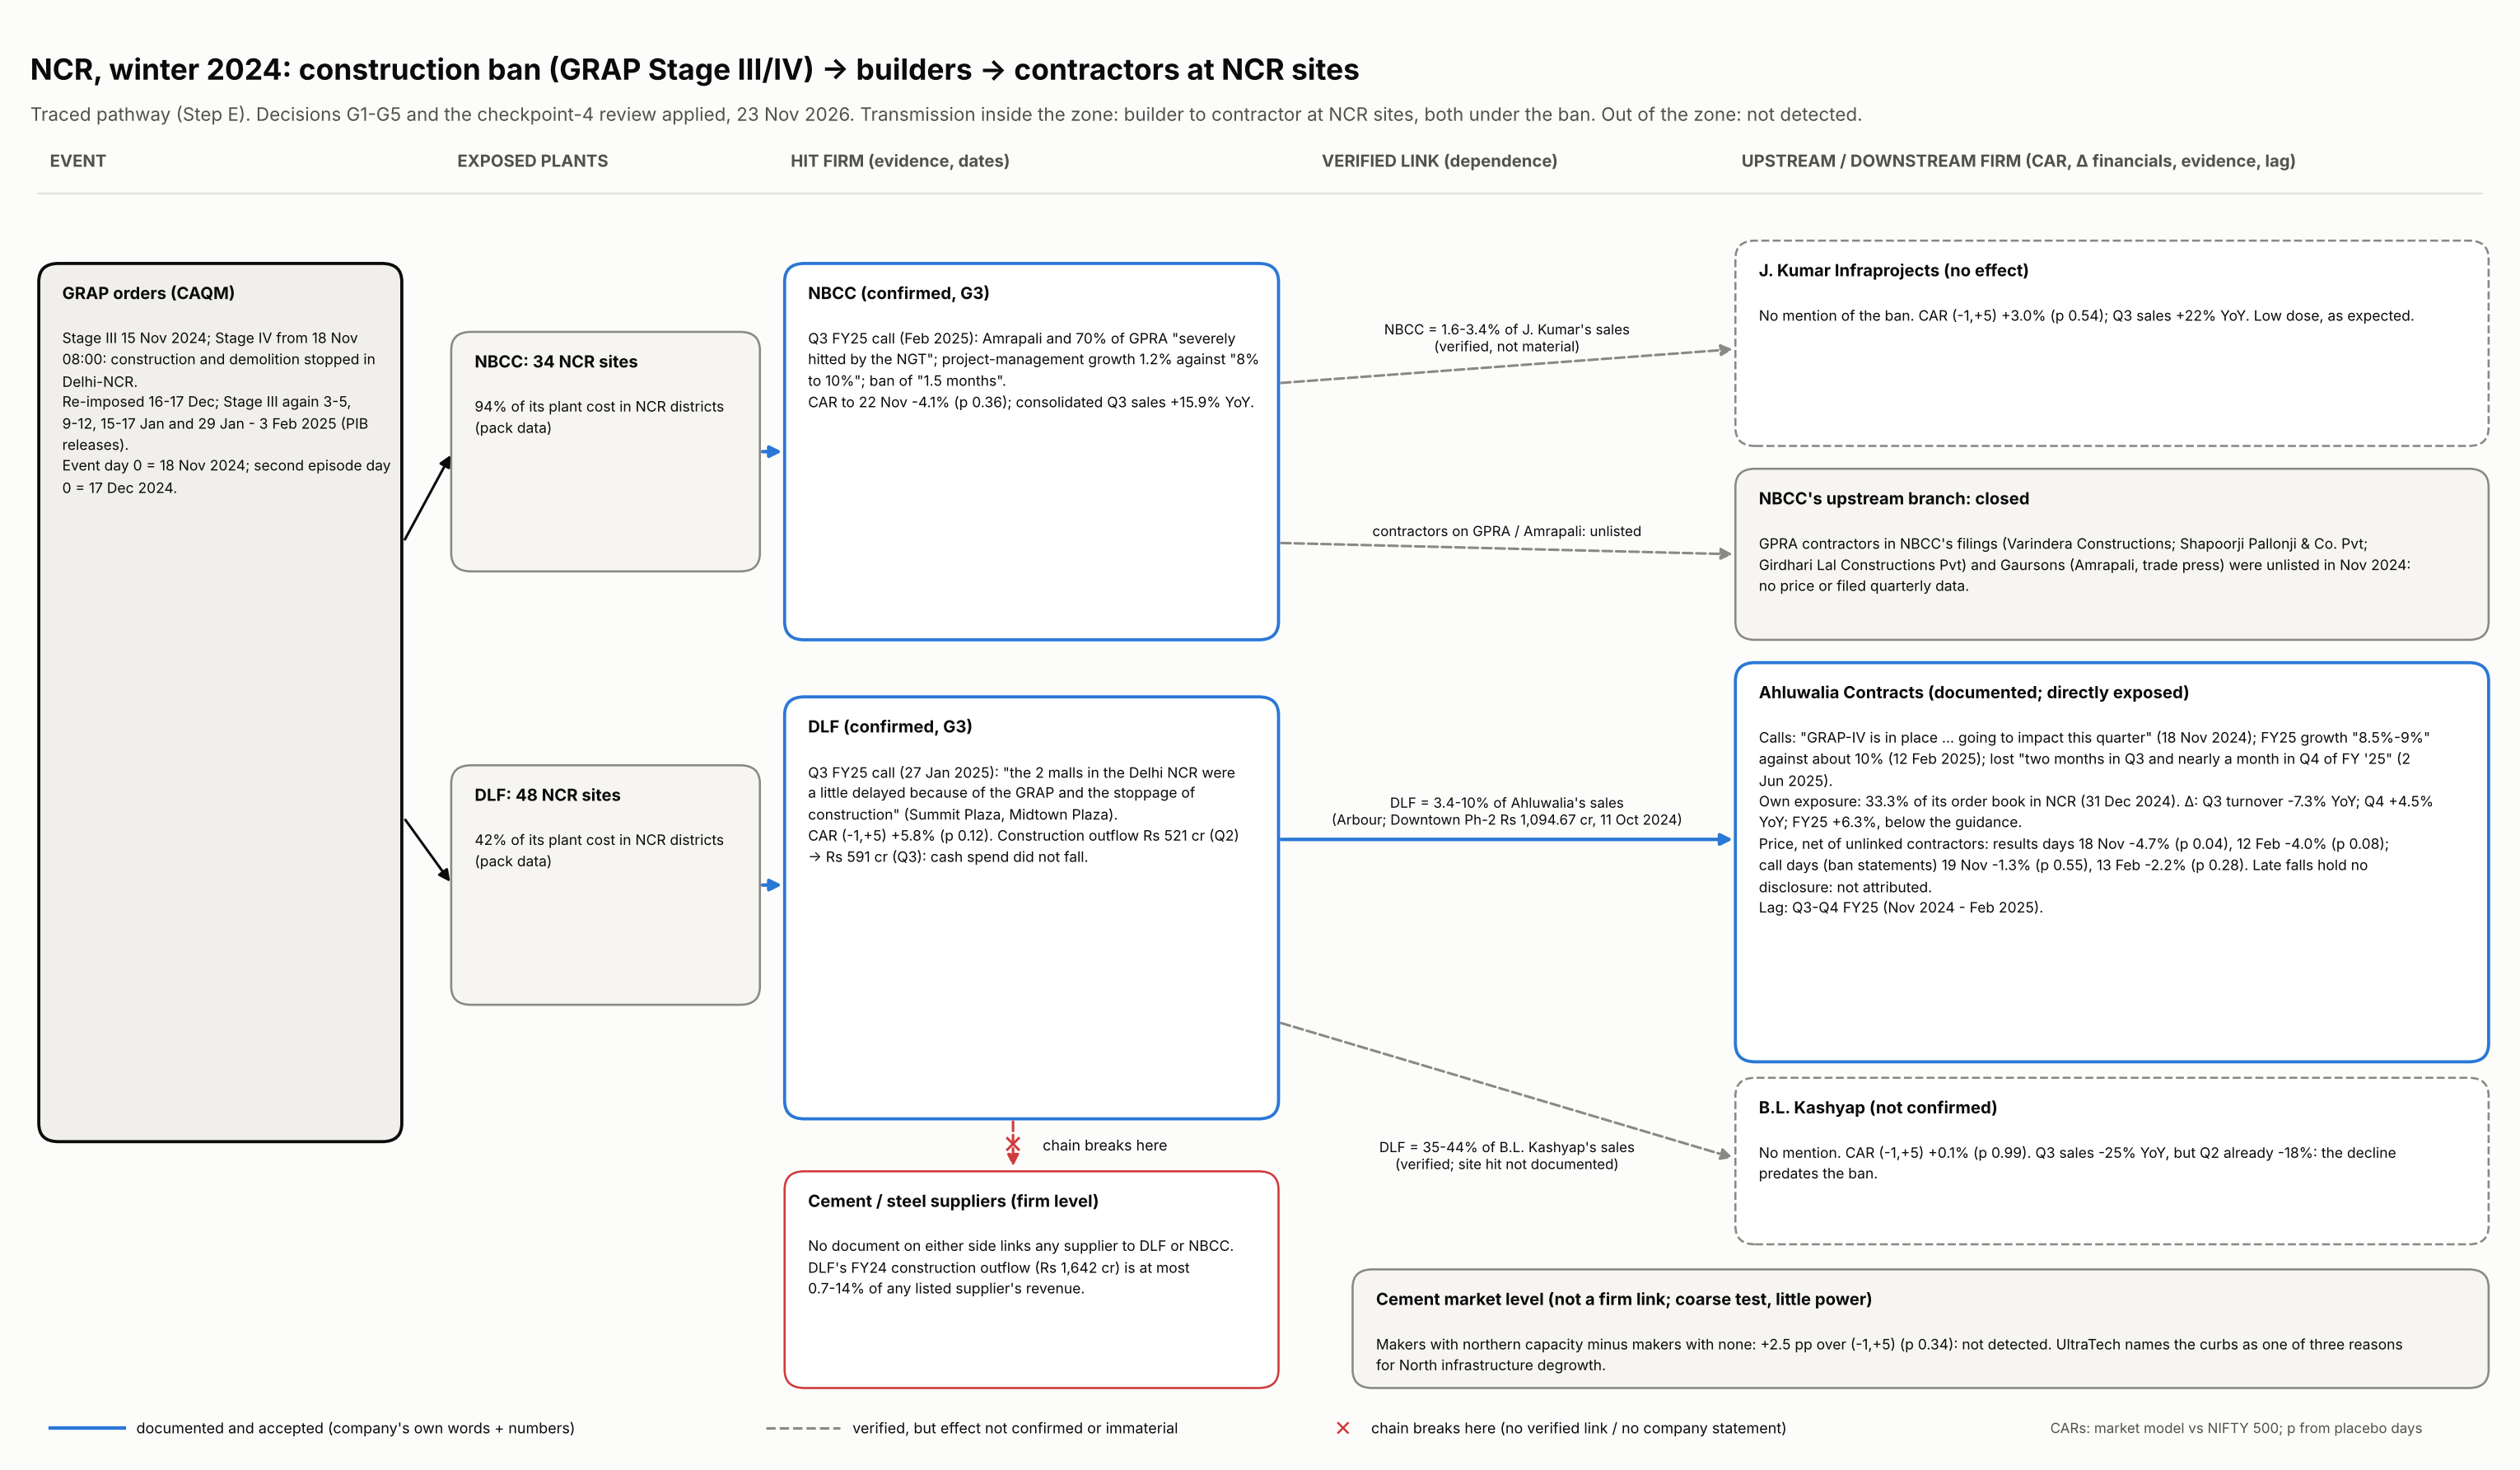 NCR, winter 2024: construction ban (GRAP Stage III/IV) → builders → contractors at NCR sites
Traced pathway (Step E). Decisions G1-G5 and the checkpoint-4 review applied, 23 Nov 2026. Transmission inside the zone: builder to contractor at NCR sites, both under the ban. Out of the zone: not detected.
EVENT
EXPOSED PLANTS
HIT FIRM (evidence, dates)
VERIFIED LINK (dependence)
UPSTREAM / DOWNSTREAM FIRM (CAR, Δ financials, evidence, lag)
GRAP orders (CAQM)
Stage III 15 Nov 2024; Stage IV from 18 Nov
08:00: construction and demolition stopped in
Delhi-NCR.
Re-imposed 16-17 Dec; Stage III again 3-5,
9-12, 15-17 Jan and 29 Jan - 3 Feb 2025 (PIB
releases).
Event day 0 = 18 Nov 2024; second episode day
0 = 17 Dec 2024.
NBCC: 34 NCR sites
94% of its plant cost in NCR districts
(pack data)
DLF: 48 NCR sites
42% of its plant cost in NCR districts
(pack data)
NBCC (confirmed, G3)
Q3 FY25 call (Feb 2025): Amrapali and 70% of GPRA "severely
hitted by the NGT"; project-management growth 1.2% against "8%
to 10%"; ban of "1.5 months".
CAR to 22 Nov -4.1% (p 0.36); consolidated Q3 sales +15.9% YoY.
DLF (confirmed, G3)
Q3 FY25 call (27 Jan 2025): "the 2 malls in the Delhi NCR were
a little delayed because of the GRAP and the stoppage of
construction" (Summit Plaza, Midtown Plaza).
CAR (-1,+5) +5.8% (p 0.12). Construction outflow Rs 521 cr (Q2)
→ Rs 591 cr (Q3): cash spend did not fall.
chain breaks here
Cement / steel suppliers (firm level)
No document on either side links any supplier to DLF or NBCC.
DLF's FY24 construction outflow (Rs 1,642 cr) is at most
0.7-14% of any listed supplier's revenue.
NBCC = 1.6-3.4% of J. Kumar's sales
(verified, not material)
contractors on GPRA / Amrapali: unlisted
DLF = 3.4-10% of Ahluwalia's sales
(Arbour; Downtown Ph-2 Rs 1,094.67 cr, 11 Oct 2024)
DLF = 35-44% of B.L. Kashyap's sales
(verified; site hit not documented)
J. Kumar Infraprojects (no effect)
No mention of the ban. CAR (-1,+5) +3.0% (p 0.54); Q3 sales +22% YoY. Low dose, as expected.
NBCC's upstream branch: closed
GPRA contractors in NBCC's filings (Varindera Constructions; Shapoorji Pallonji & Co. Pvt;
Girdhari Lal Constructions Pvt) and Gaursons (Amrapali, trade press) were unlisted in Nov 2024:
no price or filed quarterly data.
Ahluwalia Contracts (documented; directly exposed)
Calls: "GRAP-IV is in place ... going to impact this quarter" (18 Nov 2024); FY25 growth "8.5%-9%"
against about 10% (12 Feb 2025); lost "two months in Q3 and nearly a month in Q4 of FY '25" (2
Jun 2025).
Own exposure: 33.3% of its order book in NCR (31 Dec 2024). Δ: Q3 turnover -7.3% YoY; Q4 +4.5%
YoY; FY25 +6.3%, below the guidance.
Price, net of unlinked contractors: results days 18 Nov -4.7% (p 0.04), 12 Feb -4.0% (p 0.08);
call days (ban statements) 19 Nov -1.3% (p 0.55), 13 Feb -2.2% (p 0.28). Late falls hold no
disclosure: not attributed.
Lag: Q3-Q4 FY25 (Nov 2024 - Feb 2025).
B.L. Kashyap (not confirmed)
No mention. CAR (-1,+5) +0.1% (p 0.99). Q3 sales -25% YoY, but Q2 already -18%: the decline
predates the ban.
Cement market level (not a firm link; coarse test, little power)
Makers with northern capacity minus makers with none: +2.5 pp over (-1,+5) (p 0.34): not detected. UltraTech names the curbs as one of three reasons
for North infrastructure degrowth.
documented and accepted (company's own words + numbers)
verified, but effect not confirmed or immaterial
chain breaks here (no verified link / no company statement)
CARs: market model vs NIFTY 500; p from placebo days